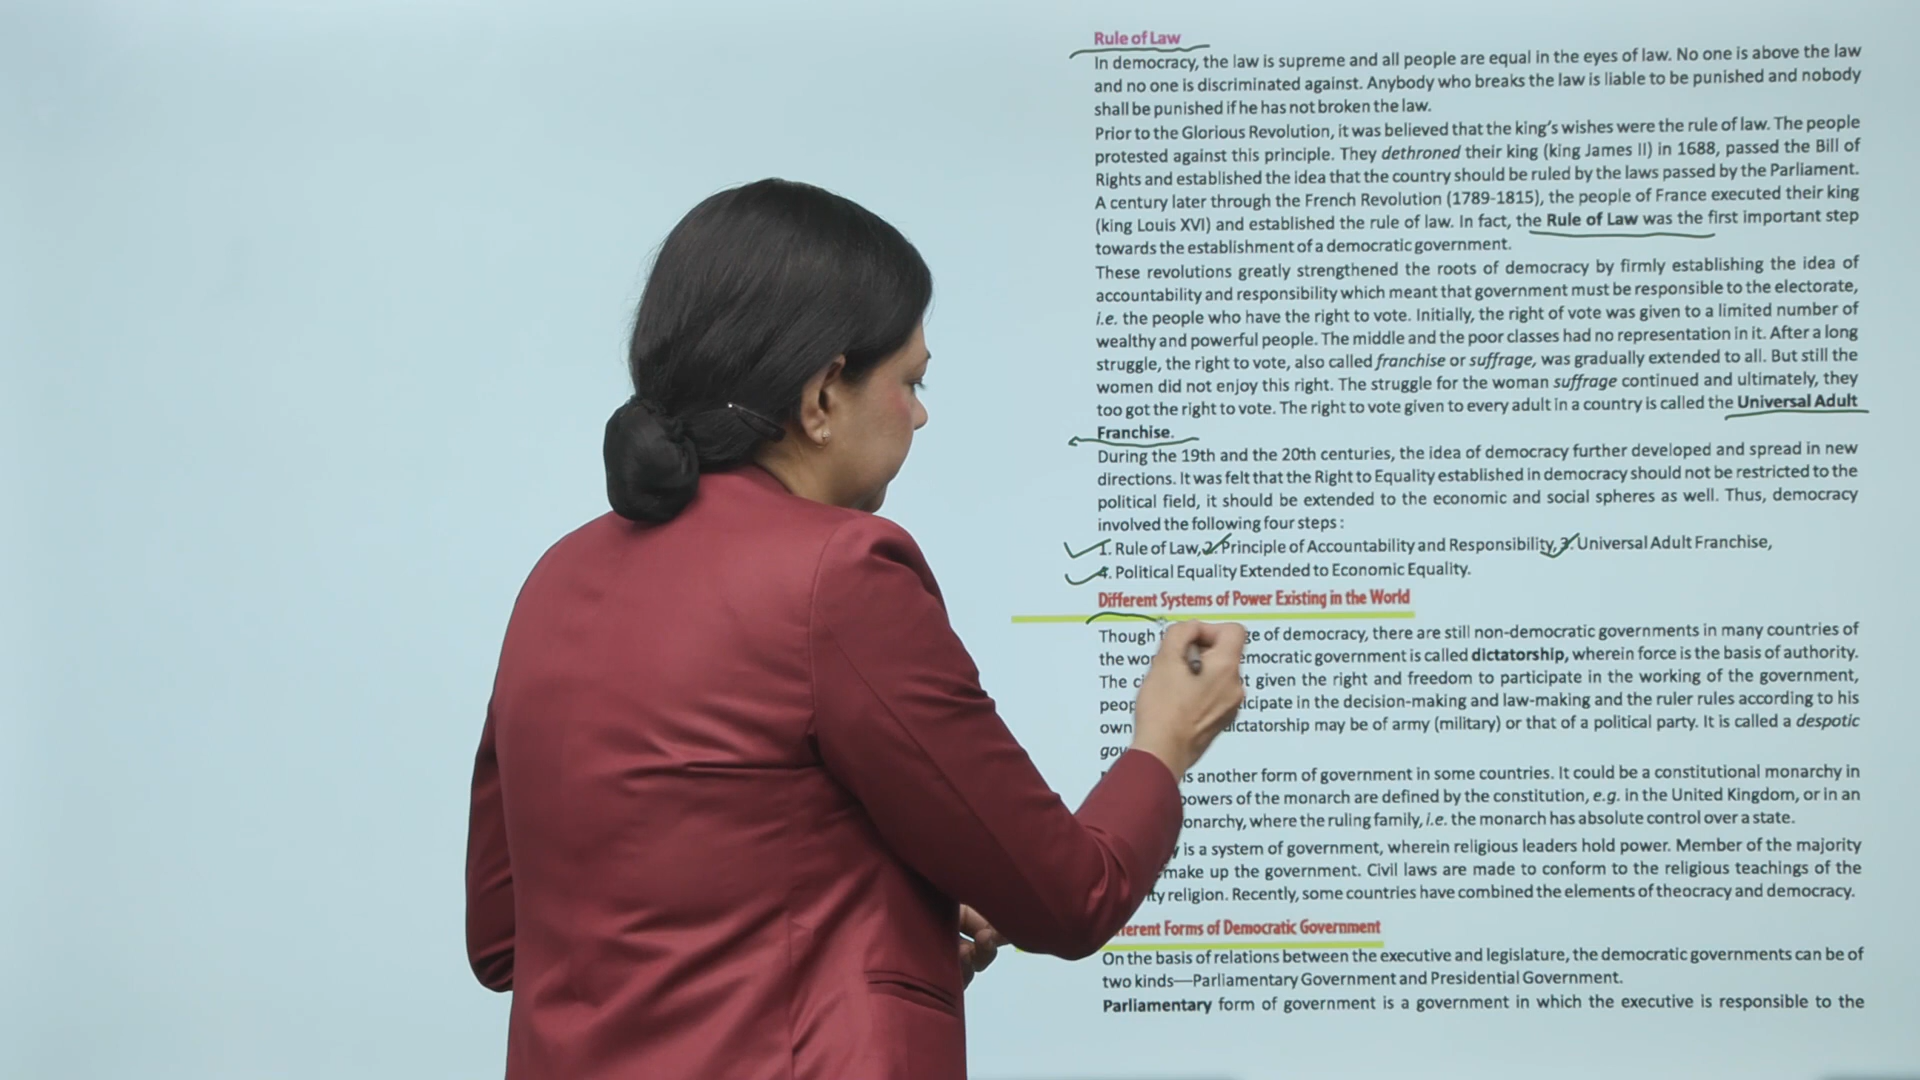 Rule of Law
In democracy, the law is supreme and all people are equal in the eyes of law. No one is above the law
and no one is discriminated against. Anybody who breaks the law is liable to be punished and nobody
shall be punished if he has not broken the law.
Prior to the Glorious Revolution, it was believed that the king's wishes were the rule of law. The people
protested against this principle. They dethroned their king (king James II) in 1688, passed the Bill of
Rights and established the idea that the country should be ruled by the laws passed by the Parliament.
A century later through the French Revolution (1789-1815), the people of France executed their king
(king Louis XVI) and established the rule of law. In fact, the Rule of Law was the first important step
towards the establishment of a democratic government.
These revolutions greatly strengthened the roots of democracy by firmly establishing the idea of
accountability and responsibility which meant that government must be responsible to the electorate,
i.e. the people who have the right to vote. Initially, the right of vote was given to a limited number of
wealthy and powerful people. The middle and the poor classes had no representation in it. After a long
struggle, the right to vote, also called franchise or suffrage, was gradually extended to all. But still the
women did not enjoy this right. The struggle for the woman suffrage continued and ultimately, they
too got the right to vote. The right to vote given to every adult in a country is called the Universal Adult
Franchise.
During the 19th and the 20th centuries, the idea of democracy further developed and spread in new
directions. It was felt that the Right to Equality established in democracy should not be restricted to the
political field, it should be extended to the economic and social spheres as well. Thus, democracy
involved the following four steps :
1. Rule of Law, 2. Principle of Accountability and Responsibility, 3. Universal Adult Franchise,
4. Political Equality Extended to Economic Equality.
Different Systems of Power Existing in the World
Though of democracy, there are still non-democratic governments in many countries of
the government is called dictatorship, wherein force is the basis of authority.
The given the right and freedom to participate in the working of the government,
in the decision-making and law-making and the ruler rules according to his
own may be of army (military) or that of a political party. It is called a despotic
is another form of government in some countries. It could be a constitutional monarchy in
powers of the monarch are defined by the constitution, e.g. in the United Kingdom, or in an
where the ruling family, i.e. the monarch has absolute control over a state.
is a system of government, wherein religious leaders hold power. Member of the majority
make up the government. Civil laws are made to conform to the religious teachings of the
religion. Recently, some countries have combined the elements of theocracy and democracy.
Forms of Democratic Government
On the basis of relations between the executive and legislature, the democratic governments can be of
two kinds—Parliamentary Government and Presidential Government.
Parliamentary form of government is a government in which the executive is responsible to the